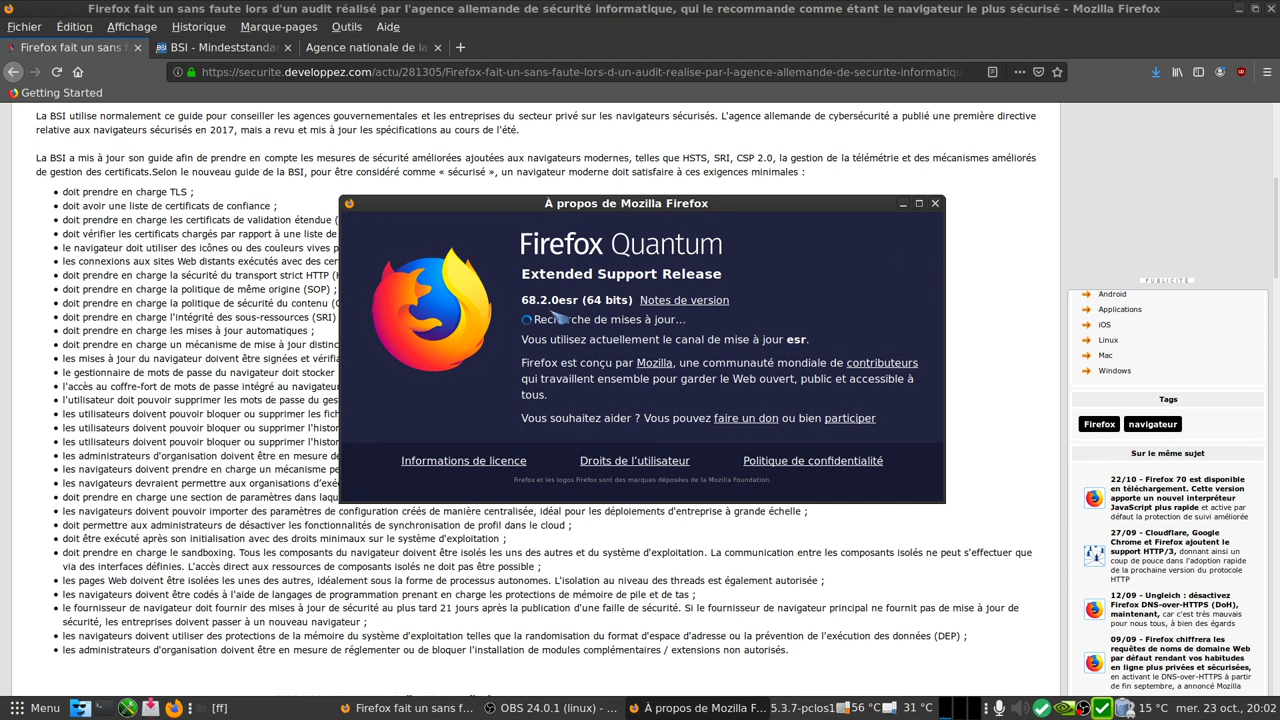 Firefox fait un sans faute lors d'un audit réalisé par l'agence allemande de sécurité informatique, qui le recommande comme étant le navigateur le plus sécurisé - Mozilla Firefox
Fichier Édition Affichage Historique Marque-pages Outils Aide
Firefox fait un sans f
BSI - Mindeststanda
Agence nationale de la
https://securite.developpez.com/actu/281305/Firefox-fait-un-sans-faute-lors-d-un-audit-realise-par-l-agence-allemande-de-securite-informatiqu
Getting Started
La BSI utilise normalement ce guide pour conseiller les agences gouvernementales et les entreprises du secteur privé sur les navigateurs sécurisés. L'agence allemande de cybersécurité a publié une première directive
relative aux navigateurs sécurisés en 2017, mais a revu et mis à jour les spécifications au cours de l'été.
La BSI a mis à jour son guide afin de prendre en compte les mesures de sécurité améliorées ajoutées aux navigateurs modernes, telles que HSTS, SRI, CSP 2.0, la gestion de la télémétrie et des mécanismes améliorés
de gestion des certificats.Selon le nouveau guide de la BSI, pour être considéré comme « sécurisé », un navigateur moderne doit satisfaire à ces exigences minimales :
doit prendre en charge TLS ;
doit avoir une liste de certificats de confiance ;
doit prendre en charge les certificats de validation étendue (
doit vérifier les certificats chargés par rapport à une liste de
le navigateur doit utiliser des icônes ou des couleurs vives p
les connexions aux sites Web distants exécutés avec des cer
doit prendre en charge la sécurité du transport strict HTTP (H
doit prendre en charge la politique de même origine (SOP) ;
doit prendre en charge la politique de sécurité du contenu (
doit prendre en charge l'intégrité des sous-ressources (SRI)
doit prendre en charge les mises à jour automatiques ;
doit prendre en charge un mécanisme de mise à jour distinc
les mises à jour du navigateur doivent être signées et vérifia
le gestionnaire de mots de passe du navigateur doit stocker
l'accès au coffre-fort de mots de passe intégré au navigateur
l'utilisateur doit pouvoir supprimer les mots de passe du ges
les utilisateurs doivent pouvoir bloquer ou supprimer les fich
les utilisateurs doivent pouvoir bloquer ou supprimer l'histor
les utilisateurs doivent pouvoir bloquer ou supprimer l'histor
les administrateurs d'organisation doivent être en mesure de
les navigateurs doivent prendre en charge un mécanisme pe
les navigateurs devraient permettre aux organisations d'exéc
doit prendre en charge une section de paramètres dans laqu
les navigateurs doivent pouvoir importer des paramètres de configuration créés de manière centralisée, idéal pour les déploiements d'entreprise à grande échelle ;
doit permettre aux administrateurs de désactiver les fonctionnalités de synchronisation de profil dans le cloud ;
doit être exécuté après son initialisation avec des droits minimaux sur le système d'exploitation ;
doit prendre en charge le sandboxing. Tous les composants du navigateur doivent être isolés les uns des autres et du système d'exploitation. La communication entre les composants isolés ne peut s'effectuer que
via des interfaces définies. L'accès direct aux ressources de composants isolés ne doit pas être possible ;
les pages Web doivent être isolées les unes des autres, idéalement sous la forme de processus autonomes. L'isolation au niveau des threads est également autorisée ;
les navigateurs doivent être codés à l'aide de langages de programmation prenant en charge les protections de mémoire de pile et de tas ;
le fournisseur de navigateur doit fournir des mises à jour de sécurité au plus tard 21 jours après la publication d'une faille de sécurité. Si le fournisseur de navigateur principal ne fournit pas de mise à jour de
sécurité, les entreprises doivent passer à un nouveau navigateur ;
les navigateurs doivent utiliser des protections de la mémoire du système d'exploitation telles que la randomisation du format d'espace d'adresse ou la prévention de l'exécution des données (DEP) ;
les administrateurs d'organisation doivent être en mesure de réglementer ou de bloquer l'installation de modules complémentaires / extensions non autorisés.
À propos de Mozilla Firefox
Firefox Quantum
Extended Support Release
68.2.0esr (64 bits) Notes de version
Recherche de mises à jour…
Vous utilisez actuellement le canal de mise à jour esr.
Firefox est conçu par Mozilla, une communauté mondiale de contributeurs
qui travaillent ensemble pour garder le Web ouvert, public et accessible à
tous.
Vous souhaitez aider ? Vous pouvez faire un don ou bien participer
Informations de licence Droits de l'utilisateur Politique de confidentialité
Firefox et les logos Firefox sont des marques déposées de la Mozilla Foundation.
PUBLICITÉ
Android
Applications
iOS
Linux
Mac
Windows
Tags
Firefox navigateur
Sur le même sujet
22/10 - Firefox 70 est disponible
en téléchargement. Cette version
apporte un nouvel interpréteur
JavaScript plus rapide et active par
défaut la protection de suivi améliorée
27/09 - Cloudflare, Google
Chrome et Firefox ajoutent le
support HTTP/3, donnant ainsi un
coup de pouce dans l'adoption rapide
de la prochaine version du protocole
HTTP
12/09 - Ungleich : désactivez
Firefox DNS-over-HTTPS (DoH),
maintenant, car c'est très mauvais
pour nous tous, à bien des égards
09/09 - Firefox chiffrera les
requêtes de noms de domaine Web
par défaut rendant vos habitudes
en ligne plus privées et sécurisées,
en activant le DNS-over-HTTPS à partir
de fin septembre, a annoncé Mozilla
Menu [ff] Firefox fait un sans f... OBS 24.0.1 (linux) - ... À propos de Mozilla F... 5.3.7-pclos1 56 °C 31 °C 15 °C mer. 23 oct., 20:02